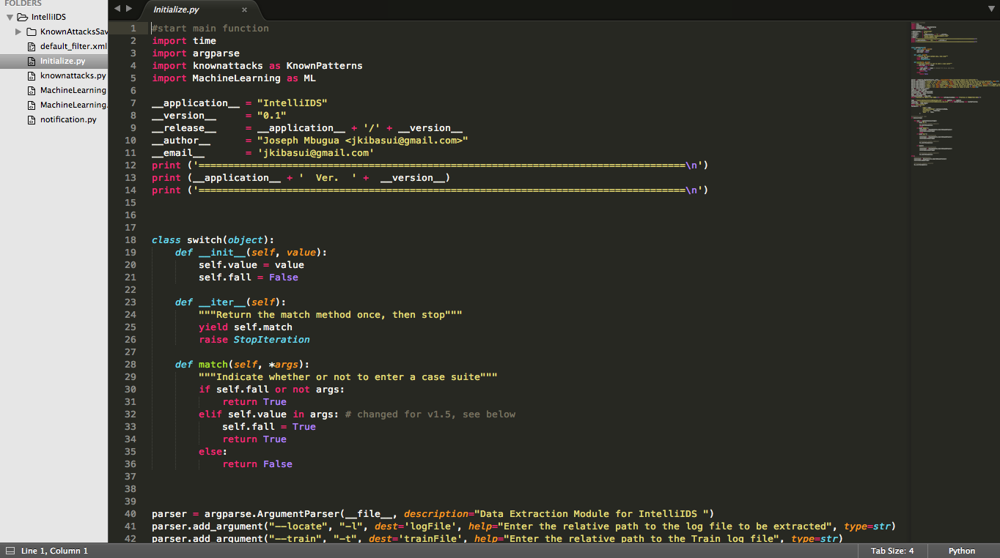 FOLDERS
IntelliIDS
KnownAttacksSav
default_filter.xml
Initialize.py
knownattacks.py
MachineLearning
MachineLearning.
notification.py
Initialize.py ×
1 #start main function
2 import time
3 import argparse
4 import knownattacks as KnownPatterns
5 import MachineLearning as ML
6
7 __application__ = "IntelliIDS"
8 __version__     = "0.1"
9 __release__     = __application__ + '/' + __version__
10 __author__      = "Joseph Mbugua <jkibasui@gmail.com>"
11 __email__       = 'jkibasui@gmail.com'
12 print ('===================================================================================\n')
13 print (__application__ + '  Ver.  ' +  __version__)
14 print ('===================================================================================\n')
15
16
17
18 class switch(object):
19     def __init__(self, value):
20         self.value = value
21         self.fall = False
22
23     def __iter__(self):
24         """Return the match method once, then stop"""
25         yield self.match
26         raise StopIteration
27
28     def match(self, *args):
29         """Indicate whether or not to enter a case suite"""
30         if self.fall or not args:
31             return True
32         elif self.value in args: # changed for v1.5, see below
33             self.fall = True
34             return True
35         else:
36             return False
37
38
39
40 parser = argparse.ArgumentParser(__file__, description="Data Extraction Module for IntelliIDS ")
41 parser.add_argument("--locate", "-l", dest='logFile', help="Enter the relative path to the log file to be extracted", type=str)
42 parser.add_argument("--train", "-t", dest='trainFile', help="Enter the relative path to the Train log file", type=str)
Line 1, Column 1
Tab Size: 4
Python